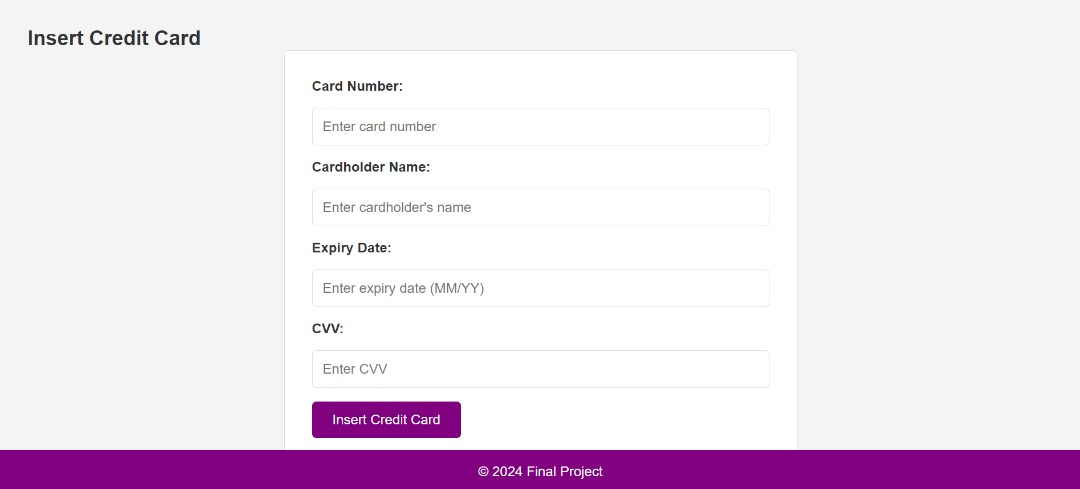 Insert Credit Card
Card Number:
Enter card number
Cardholder Name:
Enter cardholder's name
Expiry Date:
Enter expiry date (MM/YY)
CVV:
Enter CVV
Insert Credit Card
© 2024 Final Project